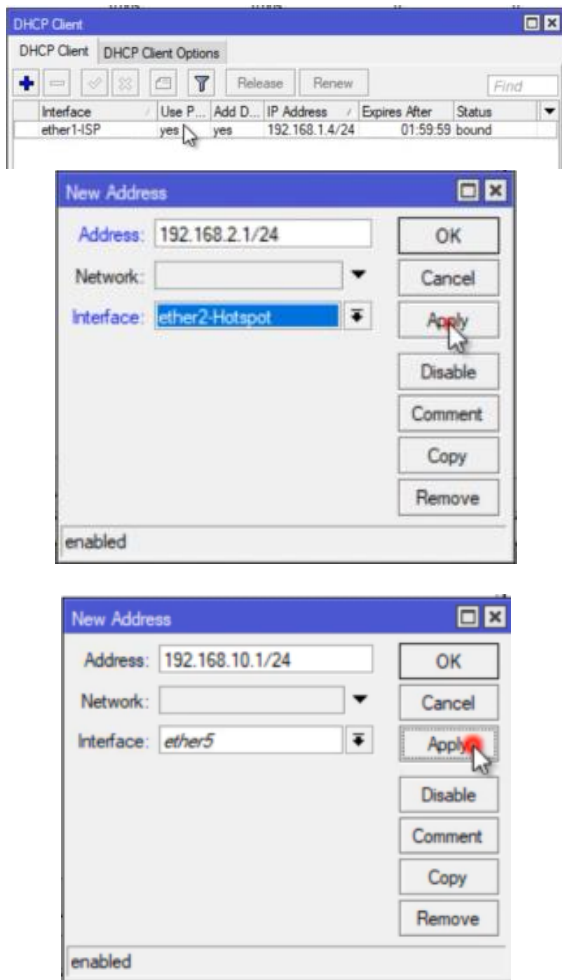 DHCP Client
DHCP Client DHCP Client Options
Release Renew Find
Interface Use P... Add D... IP Address Expires After Status
ether1-ISP yes yes 192.168.1.4/24 01:59:59 bound
New Address
Address: 192.168.2.1/24 OK
Network: Cancel
Interface: ether2-Hotspot Apply
Disable
Comment
Copy
Remove
enabled
New Address
Address: 192.168.10.1/24 OK
Network: Cancel
Interface: ether5 Apply
Disable
Comment
Copy
Remove
enabled